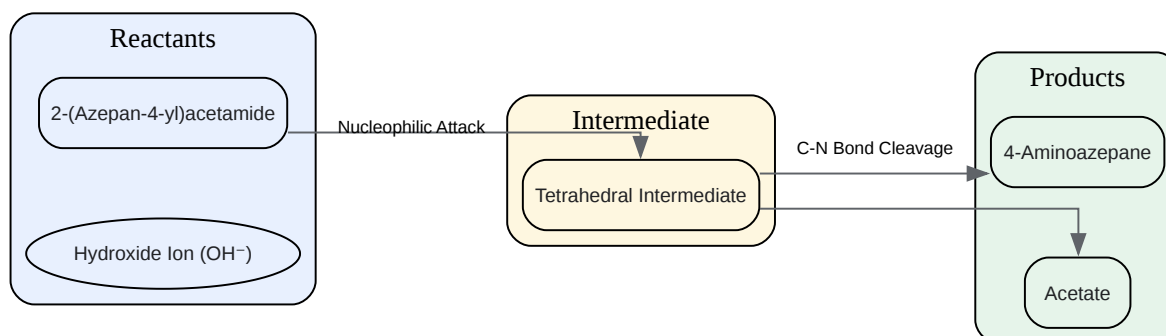 Reactants
2-(Azepan-4-yl)acetamide
Hydroxide Ion (OH⁻)
Nucleophilic Attack
Intermediate
Tetrahedral Intermediate
C-N Bond Cleavage
Products
4-Aminoazepane
Acetate